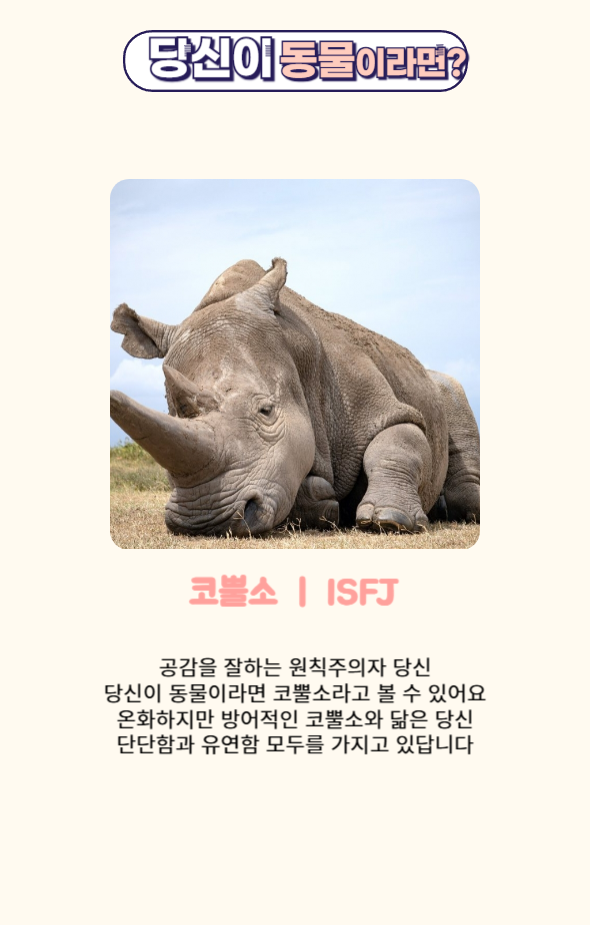 당신이 동물이라면?
코뿔소 | ISFJ
공감을 잘하는 원칙주의자 당신
당신이 동물이라면 코뿔소라고 볼 수 있어요
온화하지만 방어적인 코뿔소와 닮은 당신
단단함과 유연함 모두를 가지고 있답니다